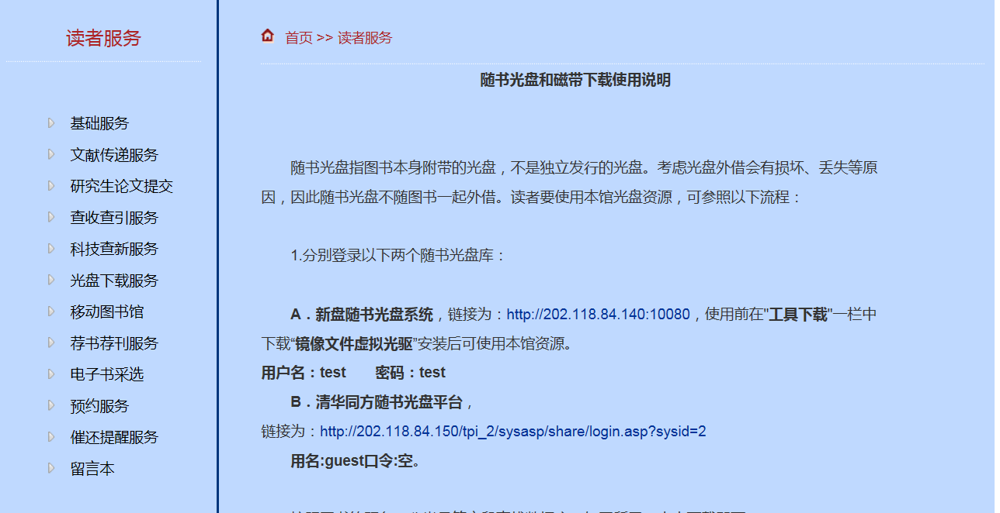 读者服务
基础服务
文献传递服务
研究生论文提交
查收查引服务
科技查新服务
光盘下载服务
移动图书馆
荐书荐刊服务
电子书采选
预约服务
催还提醒服务
留言本
首页 >> 读者服务
随书光盘和磁带下载使用说明
随书光盘指图书本身附带的光盘，不是独立发行的光盘。考虑光盘外借会有损坏、丢失等原
因，因此随书光盘不随图书一起外借。读者要使用本馆光盘资源，可参照以下流程：
1.分别登录以下两个随书光盘库：
A．新盘随书光盘系统，链接为：http://202.118.84.140:10080，使用前在"工具下载"一栏中
下载“镜像文件虚拟光驱”安装后可使用本馆资源。
用户名：test 密码：test
B．清华同方随书光盘平台，
链接为：http://202.118.84.150/tpi_2/sysasp/share/login.asp?sysid=2
用名:guest口令:空。